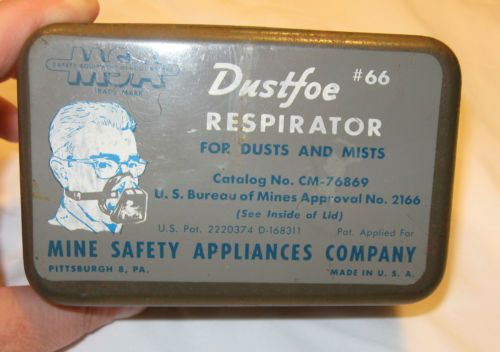 MSA
SAFETY EQUIPMENT
TRADE MARK
Dustfoe #66
RESPIRATOR
FOR DUSTS AND MISTS
Catalog No. CM-76869
U. S. Bureau of Mines Approval No. 2166
(See Inside of Lid)
U.S. Pat. 2220374 D-168311 Pat. Applied For
MINE SAFETY APPLIANCES COMPANY
PITTSBURGH 8, PA. MADE IN U. S. A.